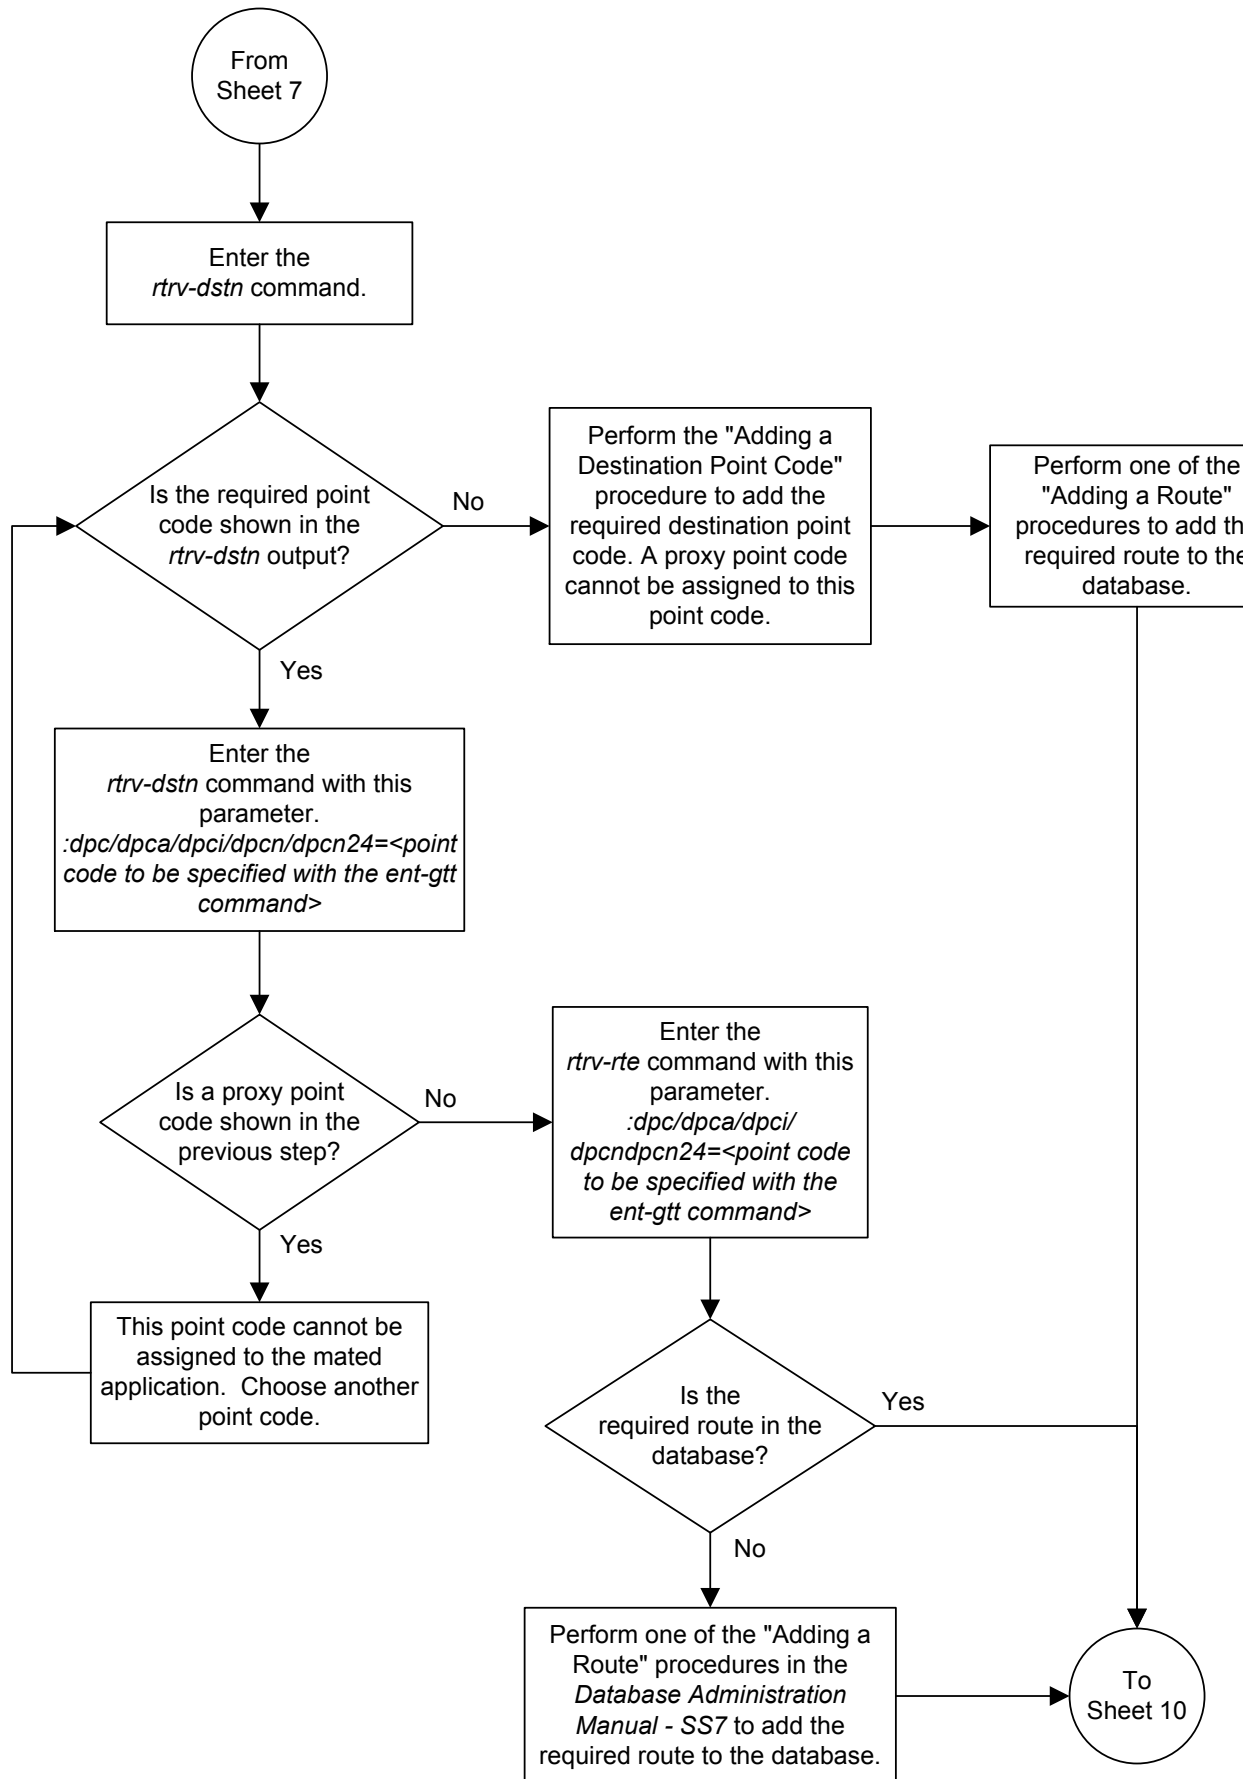 From
Sheet 7
Enter the
rtrv-dstn command.
Is the required point
code shown in the
rtrv-dstn output?
No
Perform the "Adding a
Destination Point Code"
procedure to add the
required destination point
code. A proxy point code
cannot be assigned to this
point code.
Perform one of the
"Adding a Route"
procedures to add th
required route to the
database.
Yes
Enter the
rtrv-dstn command with this
parameter.
:dpc/dpca/dpci/dpcn/dpcn24=<point
code to be specified with the ent-gtt
command>
Is a proxy point
code shown in the
previous step?
No
Enter the
rtrv-rte command with this
parameter.
:dpc/dpca/dpci/
dpcndpcn24=<point code
to be specified with the
ent-gtt command>
Yes
This point code cannot be
assigned to the mated
application.  Choose another
point code.
Is the
required route in the
database?
Yes
No
Perform one of the "Adding a
Route" procedures in the
Database Administration
Manual - SS7 to add the
required route to the database.
To
Sheet 10